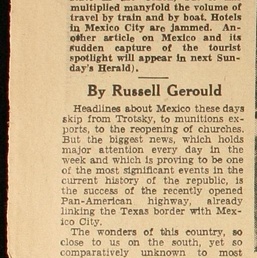 multiplied manyfold the volume of
travel by train and by boat. Hotels
in Mexico City are jammed. An-
other article on Mexico and its
sudden capture of the tourist
spotlight will appear in next Sun-
day's Herald).
By Russell Gerould
Headlines about Mexico these days
skip from Trotsky, to munitions ex-
ports, to the reopening of churches.
But the biggest news, which holds
major attention every day in the
week and which is proving to be one
of the most significant events in the
current history of the republic, is
the success of the recently opened
Pan-American highway, already
linking the Texas border with Mex-
ico City.
The wonders of this country, so
close to us on the south, yet so
comparatively unknown to most